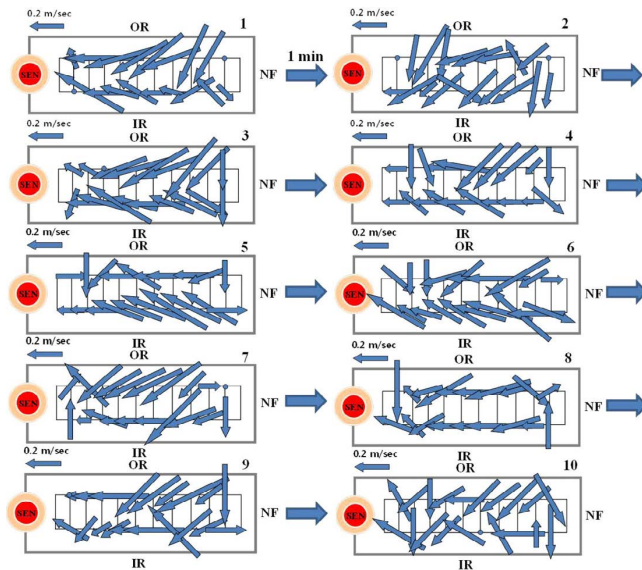 0.2 m/sec OR 1
SEN
NF
IR
1 min
0.2 m/sec OR 2
SEN
NF
IR
0.2 m/sec OR 3
SEN
NF
IR
0.2 m/sec OR 4
SEN
NF
IR
0.2 m/sec OR 5
SEN
NF
IR
0.2 m/sec OR 6
SEN
NF
IR
0.2 m/sec OR 7
SEN
NF
IR
0.2 m/sec OR 8
SEN
NF
IR
0.2 m/sec OR 9
SEN
NF
IR
0.2 m/sec OR 10
SEN
NF
IR